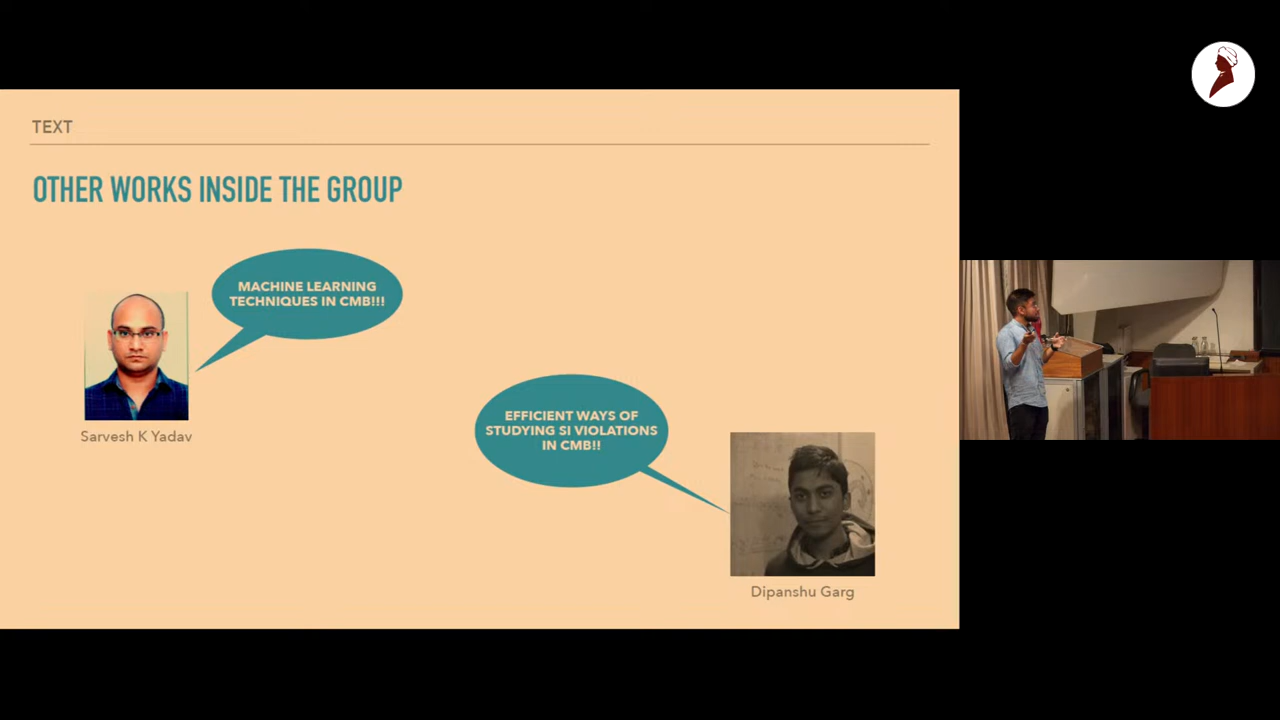 TEXT
OTHER WORKS INSIDE THE GROUP
MACHINE LEARNING
TECHNIQUES IN CMB!!!
Sarvesh K Yadav
EFFICIENT WAYS OF
STUDYING SI VIOLATIONS
IN CMB!!
Dipanshu Garg